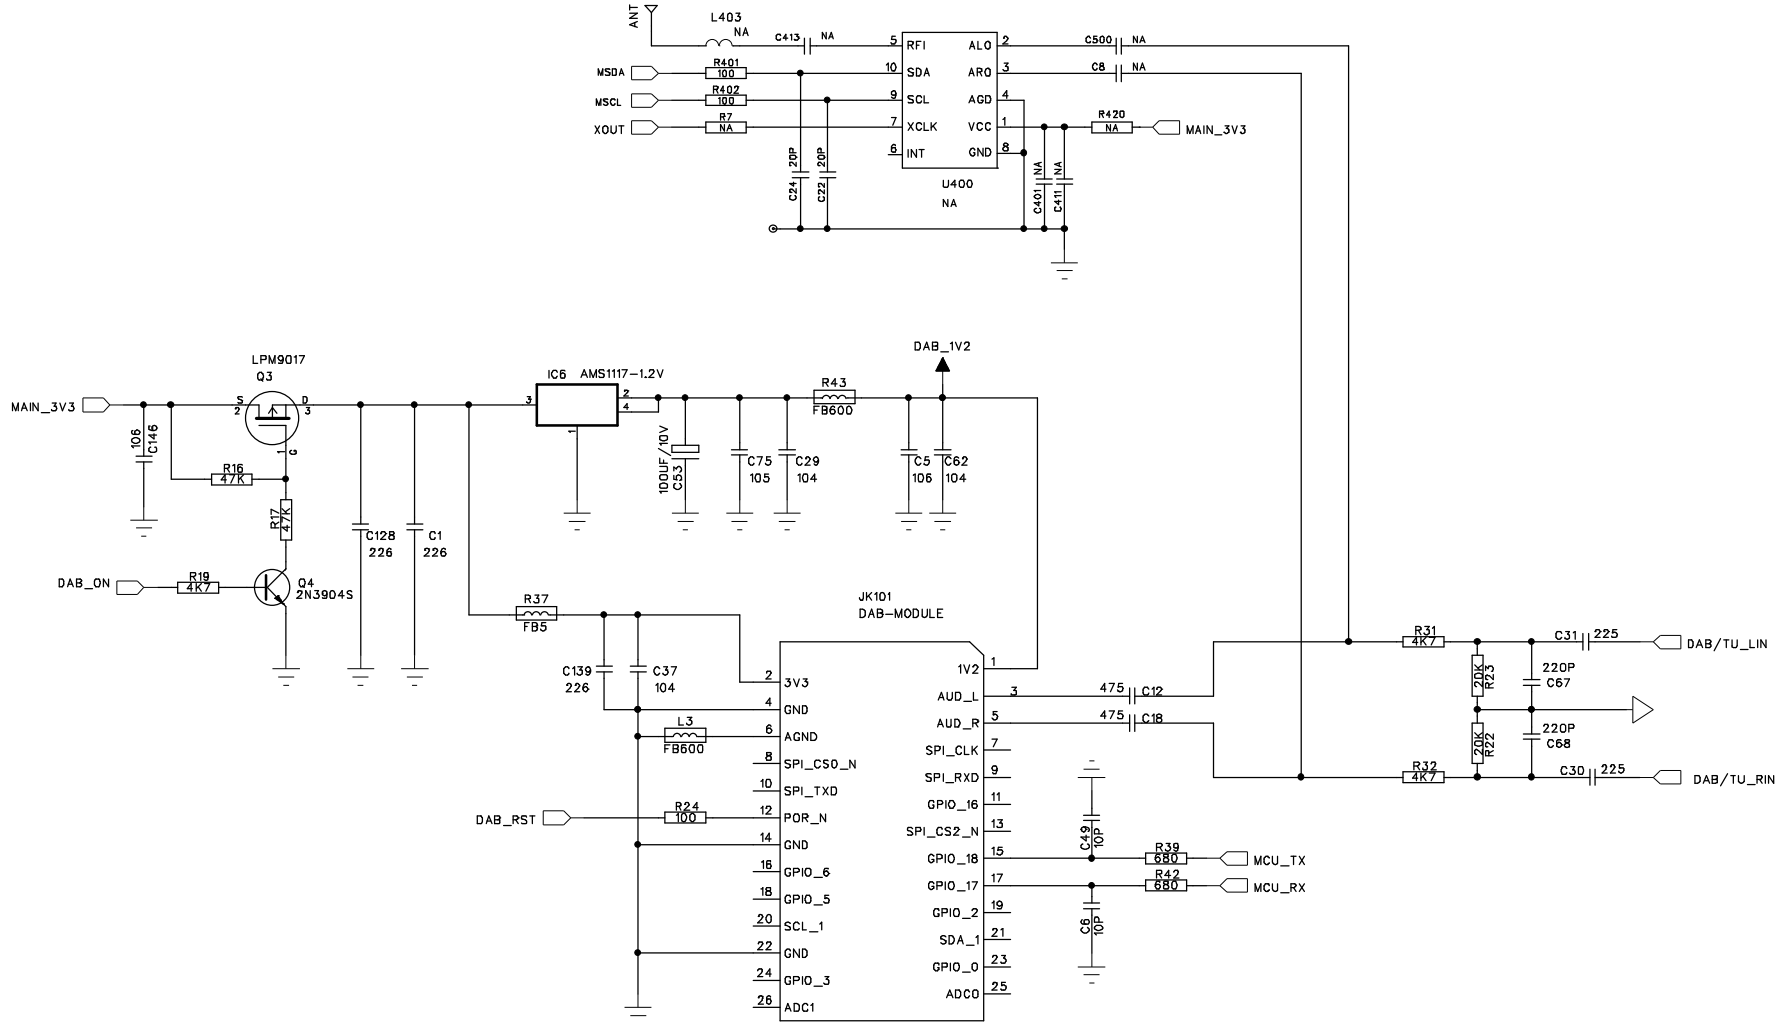 ANT
L403
NA
C413 NA
5 RFI
ALO 2
C500 NA
MSDA
R401
100
10 SDA
ARO 3
C8 NA
MSCL
R402
100
9 SCL
AGD 4
XOUT
R7
NA
7 XCLK
VCC 1
R420
NA
MAIN_3V3
6 INT
GND 8
C24 20P
C22 20P
C401 NA
C411 NA
U400
NA
LPM9017
Q3
MAIN_3V3
S
2
D
3
1
G
106
C146
R16
47K
R17
47K
DAB_ON
R19
4K7
Q4
2N3904S
C128
226
C1
226
IC6 AMS1117-1.2V
3
2
4
1
100UF/10V
C53
C75
105
C29
104
R43
FB600
DAB_1V2
C5
106
C62
104
R37
FB5
C139
226
C37
104
L3
FB600
DAB_RST
R24
100
JK101
DAB-MODULE
2 3V3
4 GND
6 AGND
8 SPI_CS0_N
10 SPI_TXD
12 POR_N
14 GND
16 GPIO_6
18 GPIO_5
20 SCL_1
22 GND
24 GPIO_3
26 ADC1
1V2 1
AUD_L 3
AUD_R 5
SPI_CLK 7
SPI_RXD 9
GPIO_16 11
SPI_CS2_N 13
GPIO_18 15
GPIO_17 17
GPIO_2 19
SDA_1 21
GPIO_0 23
ADC0 25
475 C12
475 C18
C49
10P
R39
680
MCU_TX
R42
680
MCU_RX
C6
10P
R31
4K7
C31 225
DAB/TU_LIN
20K
R23
220P
C67
20K
R22
220P
C68
R32
4K7
C30 225
DAB/TU_RIN